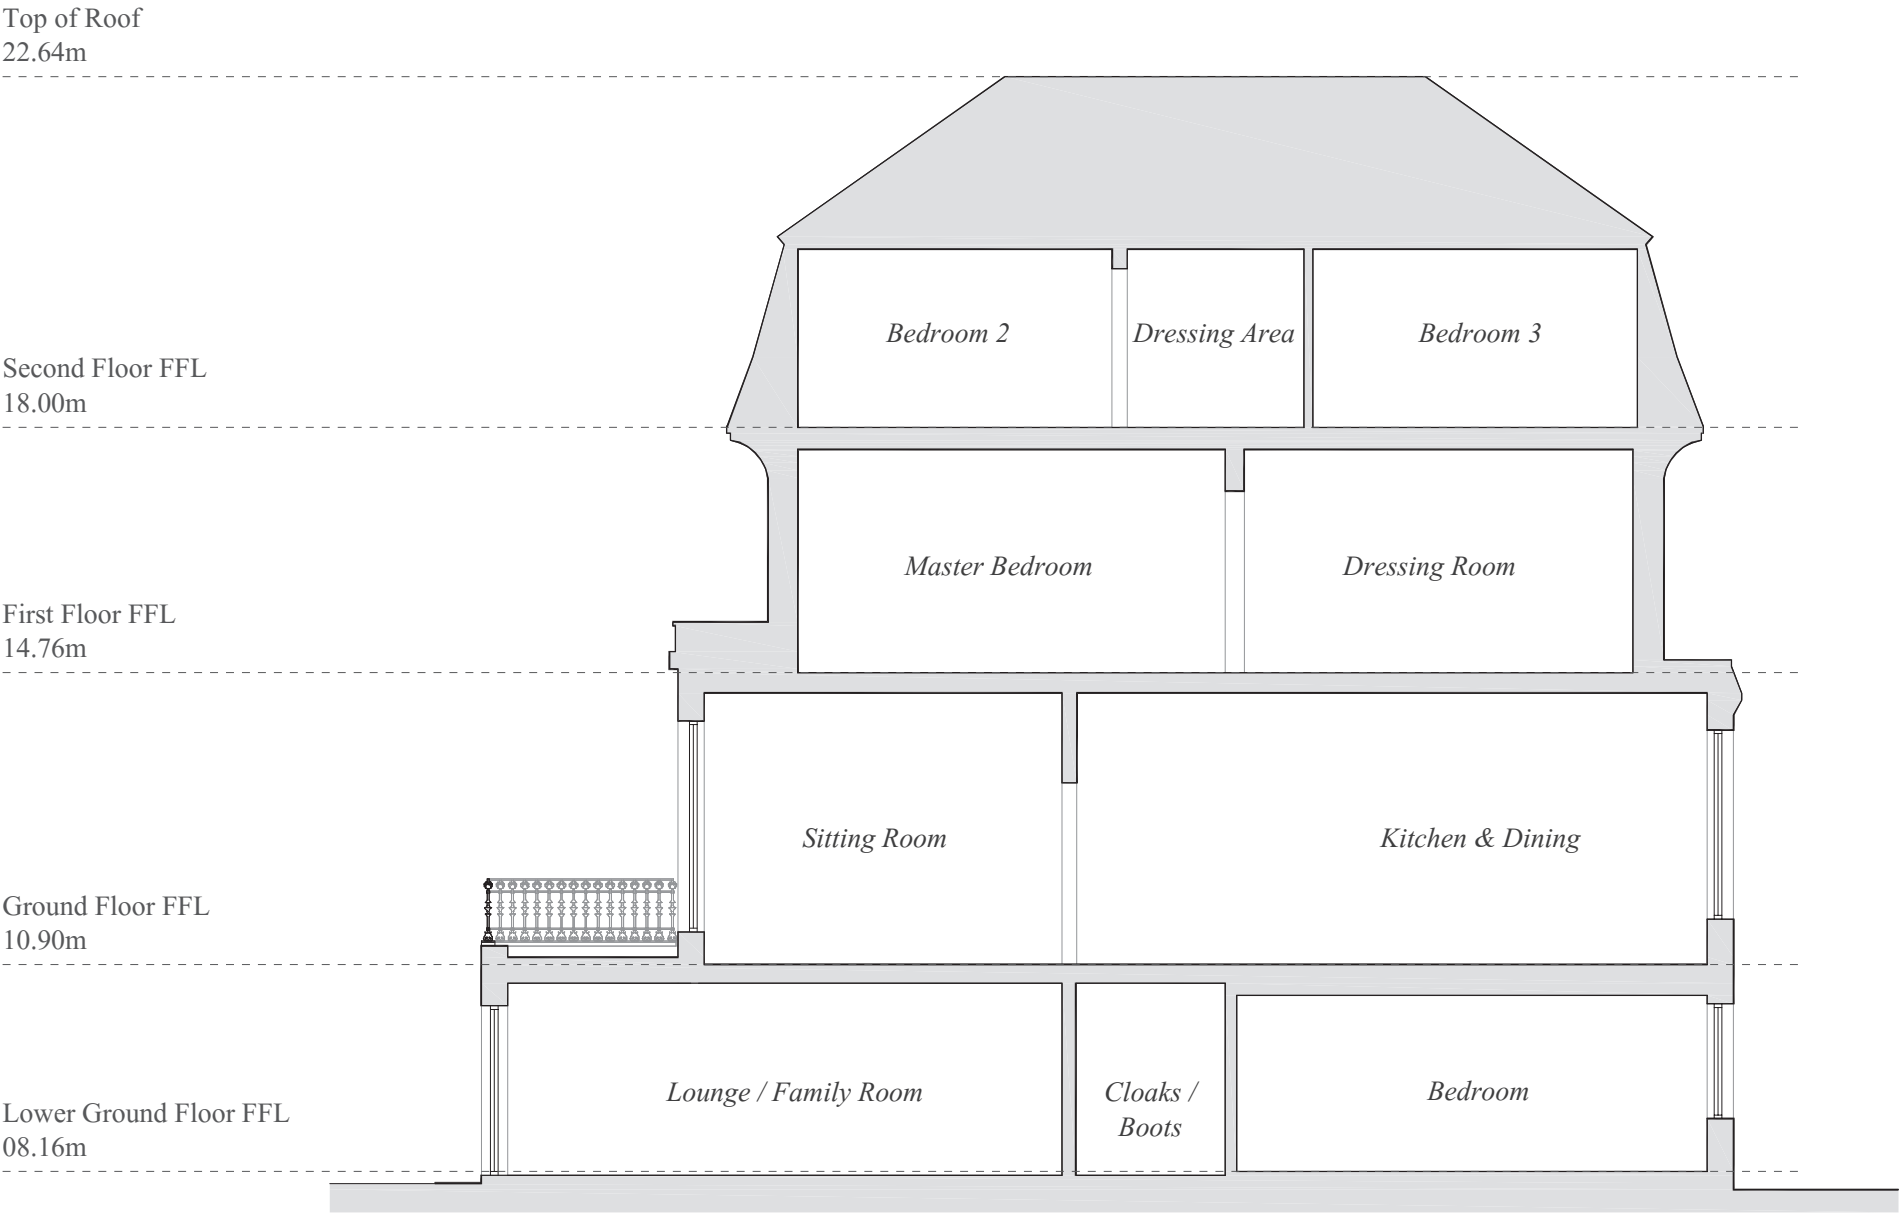 Top of Roof
22.64m
Bedroom 2
Dressing Area
Bedroom 3
Second Floor FFL
18.00m
Master Bedroom
Dressing Room
First Floor FFL
14.76m
Sitting Room
Kitchen & Dining
Ground Floor FFL
10.90m
Lounge / Family Room
Cloaks /
Boots
Bedroom
Lower Ground Floor FFL
08.16m